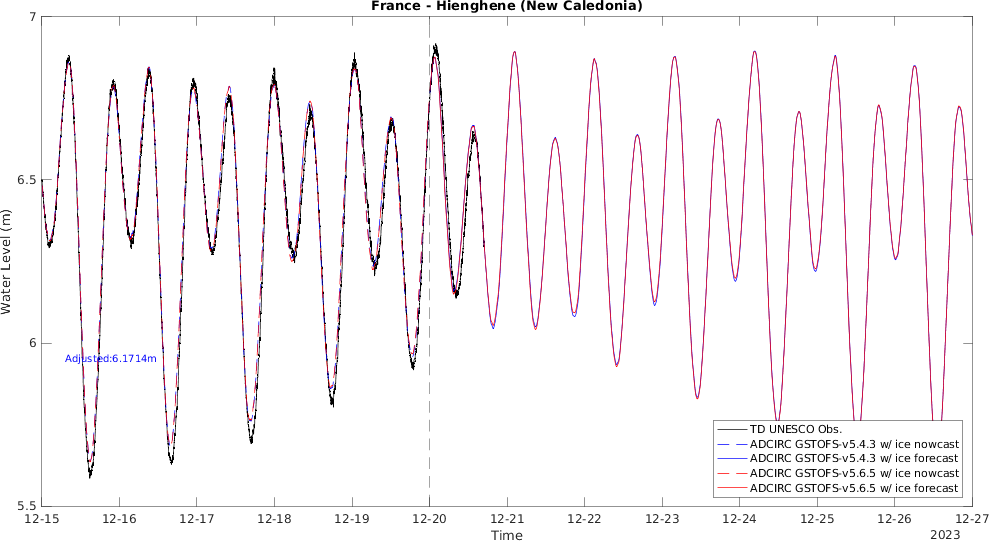 France - Hienghene (New Caledonia)
7
6.5
6
5.5
Water Level (m)
Adjusted:6.1714m
TD UNESCO Obs.
ADCIRC GSTOFS-v5.4.3 w/ ice nowcast
ADCIRC GSTOFS-v5.4.3 w/ ice forecast
ADCIRC GSTOFS-v5.6.5 w/ ice nowcast
ADCIRC GSTOFS-v5.6.5 w/ ice forecast
12-15 12-16 12-17 12-18 12-19 12-20 12-21 12-22 12-23 12-24 12-25 12-26 12-27
Time
2023